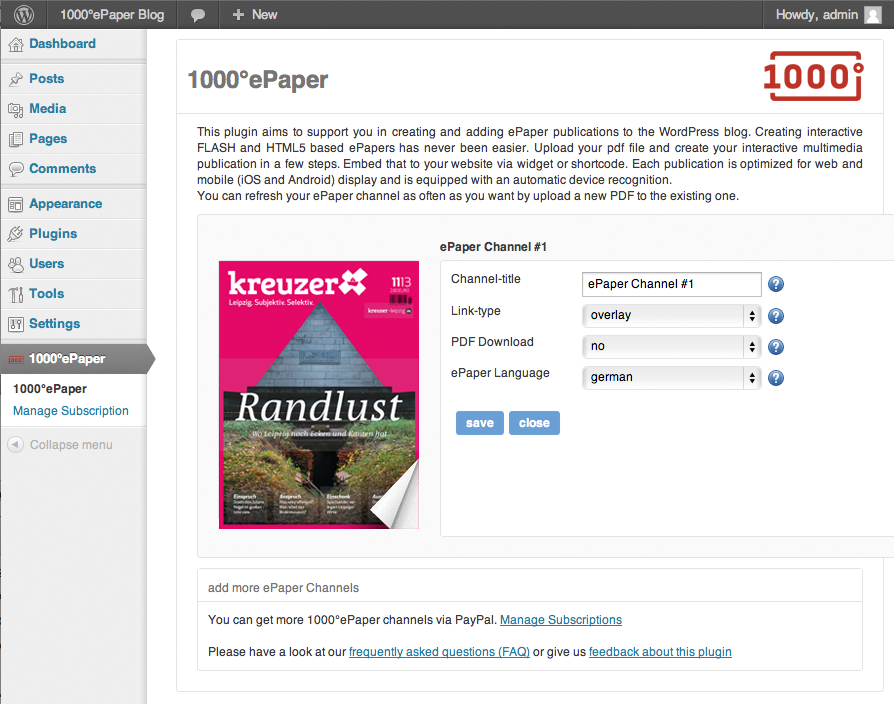 1000°ePaper Blog
+ New
Howdy, admin
Dashboard
Posts
Media
Pages
Comments
Appearance
Plugins
Users
Tools
Settings
1000°ePaper
1000°ePaper
Manage Subscription
Collapse menu
1000°ePaper
1000°
This plugin aims to support you in creating and adding ePaper publications to the WordPress blog. Creating interactive
FLASH and HTML5 based ePapers has never been easier. Upload your pdf file and create your interactive multimedia
publication in a few steps. Embed that to your website via widget or shortcode. Each publication is optimized for web and
mobile (iOS and Android) display and is equipped with an automatic device recognition.
You can refresh your ePaper channel as often as you want by upload a new PDF to the existing one.
kreuzer
1113
Leipzig. Subjektiv. Selektiv.
kreuzer-leipzig
Randlust
Wo Leipzig noch Ecken und Kanten hat
Einspruch
Anspruch
Einschenk
ePaper Channel #1
Channel-title
ePaper Channel #1
?
Link-type
overlay
?
PDF Download
no
?
ePaper Language
german
?
save
close
add more ePaper Channels
You can get more 1000°ePaper channels via PayPal. Manage Subscriptions
Please have a look at our frequently asked questions (FAQ) or give us feedback about this plugin